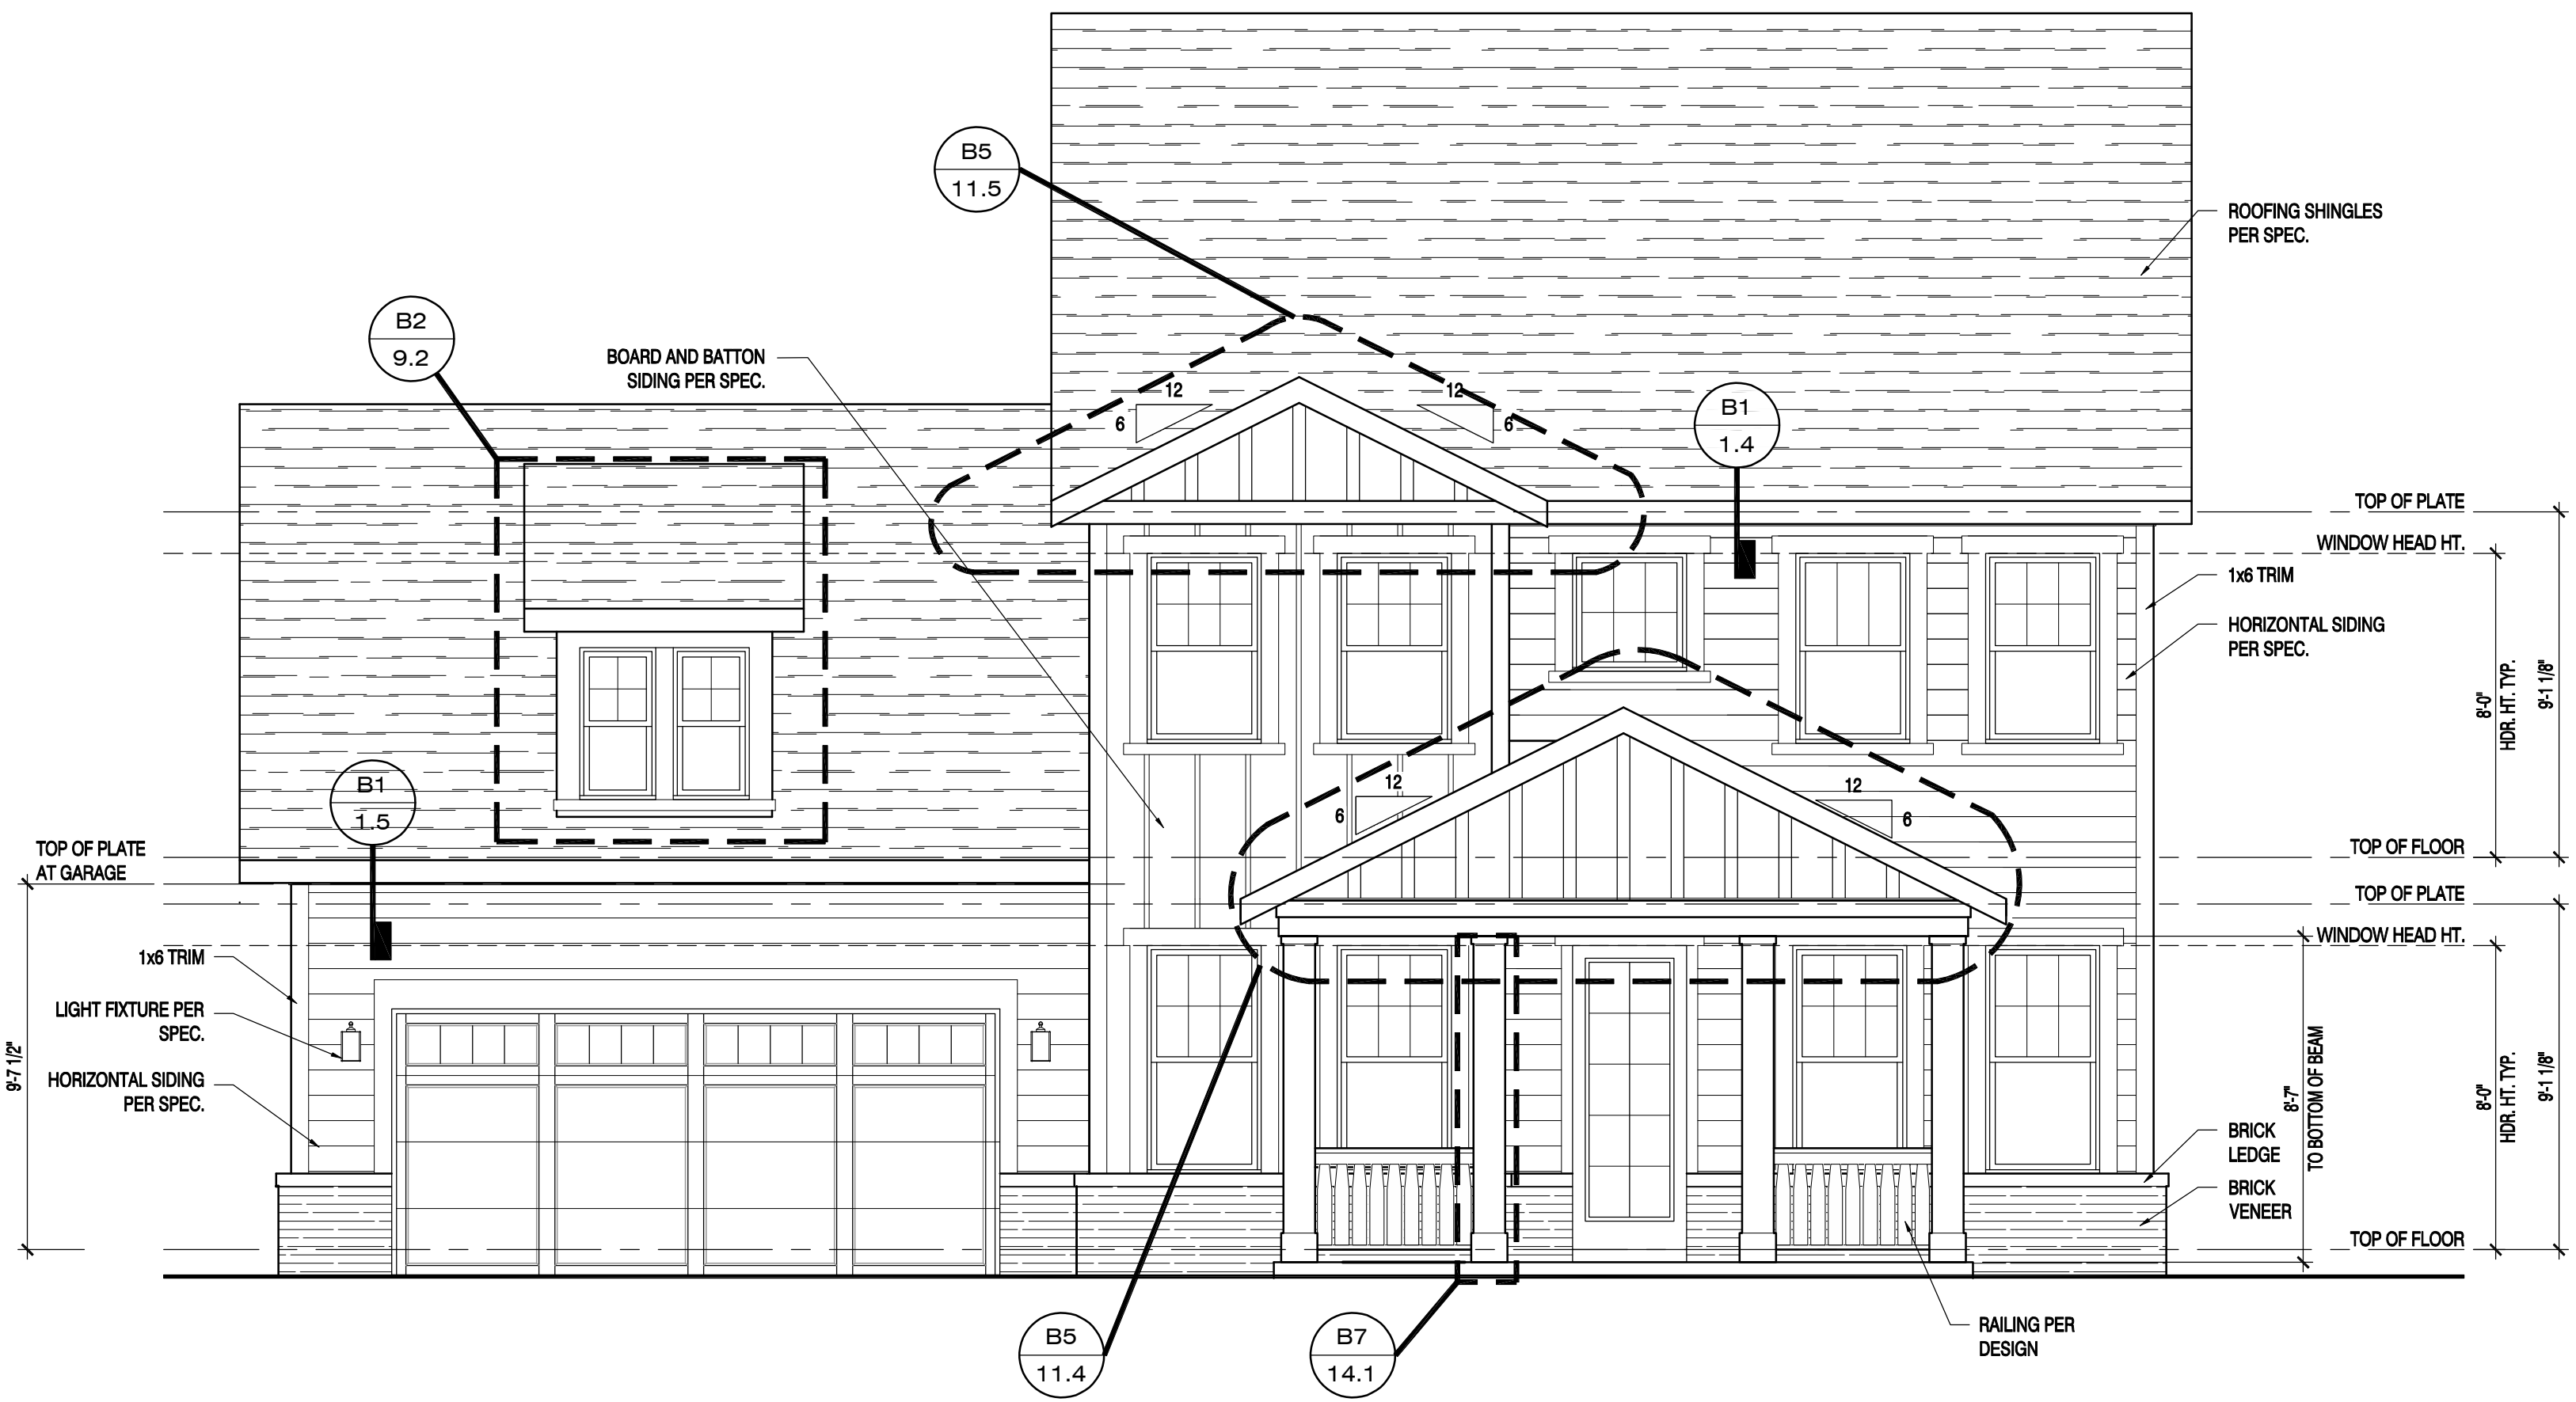 B5
11.5
ROOFING SHINGLES
PER SPEC.
B2
9.2
BOARD AND BATTON
SIDING PER SPEC.
12
6
12
6
B1
1.4
TOP OF PLATE
WINDOW HEAD HT.
1x6 TRIM
HORIZONTAL SIDING
PER SPEC.
8'-0"
HDR. HT. TYP.
9'-1 1/8"
B1
1.5
12
6
12
6
TOP OF PLATE
AT GARAGE
TOP OF FLOOR
TOP OF PLATE
WINDOW HEAD HT.
1x6 TRIM
LIGHT FIXTURE PER
SPEC.
HORIZONTAL SIDING
PER SPEC.
9'-7 1/2"
8'-7"
TO BOTTOM OF BEAM
8'-0"
HDR. HT. TYP.
9'-1 1/8"
BRICK
LEDGE
BRICK
VENEER
TOP OF FLOOR
B5
11.4
B7
14.1
RAILING PER
DESIGN